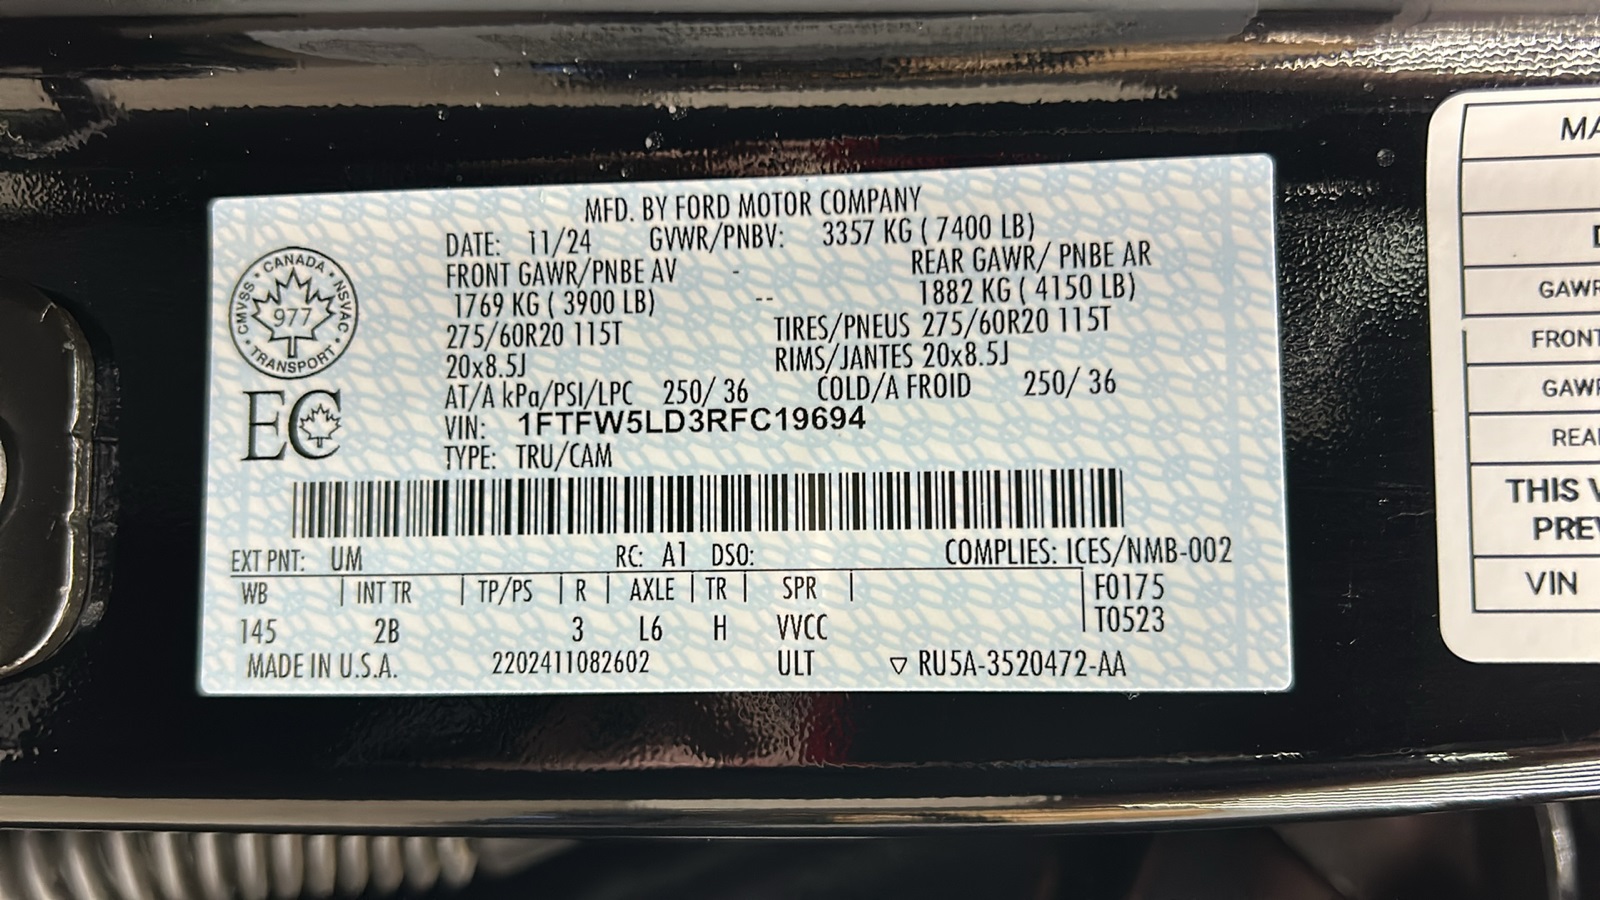 MFD. BY FORD MOTOR COMPANY
DATE: 11/24 GVWR/PNBV: 3357 KG ( 7400 LB)
FRONT GAWR/PNBE AV - REAR GAWR/ PNBE AR
1769 KG ( 3900 LB) -- 1882 KG ( 4150 LB)
275/60R20 115T TIRES/PNEUS 275/60R20 115T
20x8.5J RIMS/JANTES 20x8.5J
AT/A kPa/PSI/LPC 250/ 36 COLD/A FROID 250/ 36
VIN: 1FTFW5LD3RFC19694
TYPE: TRU/CAM
CANADA
CMVSS NSVAC
977
TRANSPORT
EC
EXT PNT: UM RC: A1 DSO: COMPLIES: ICES/NMB-002
WB | INT TR | TP/PS | R | AXLE | TR | SPR | F0175
145 2B 3 L6 H VVCC T0523
MADE IN U.S.A. 2202411082602 ULT ▽ RU5A-3520472-AA
MA
D
GAWR
FRONT
GAWR
REA
THIS V
PREV
VIN